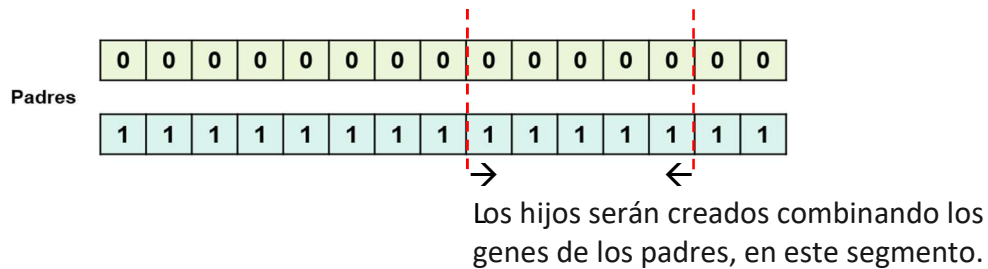 0 0 0 0 0 0 0 0 0 0 0 0 0 0 0
Padres
1 1 1 1 1 1 1 1 1 1 1 1 1 1 1
→ ←
Los hijos serán creados combinando los
genes de los padres, en este segmento.